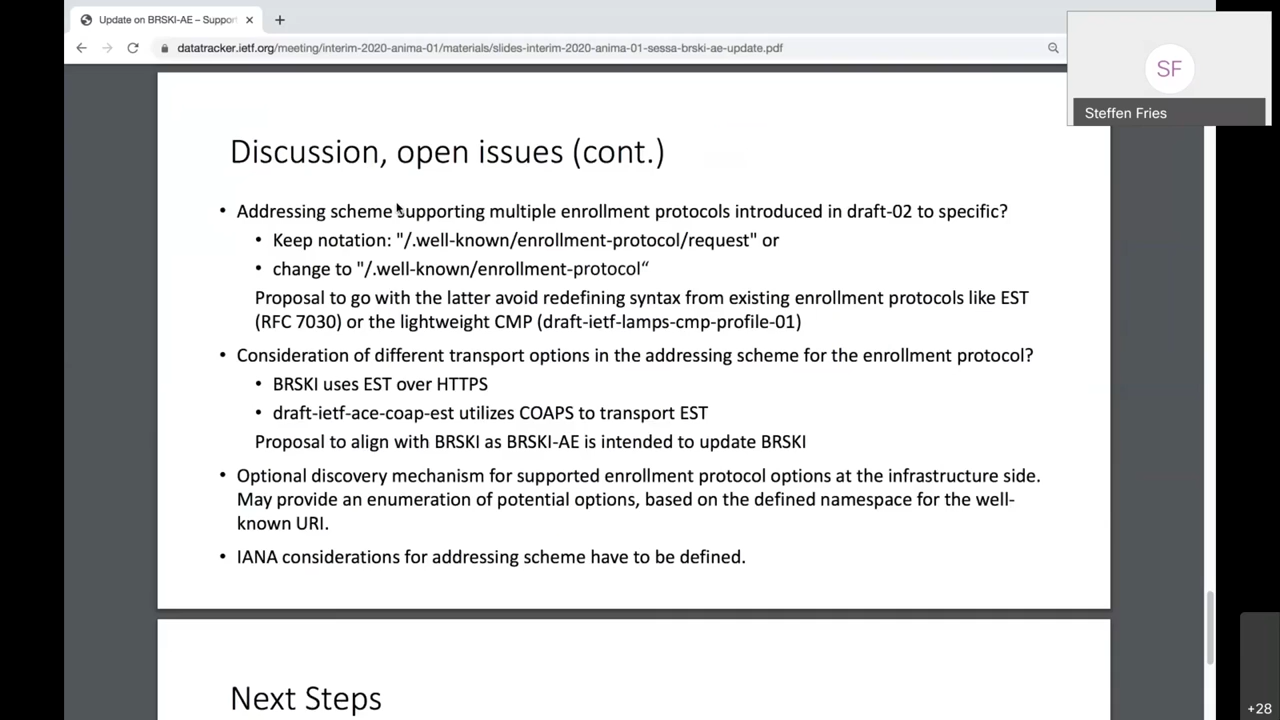 Update on BRSKI-AE – Suppor
datatracker.ietf.org/meeting/interim-2020-anima-01/materials/slides-interim-2020-anima-01-sessa-brski-ae-update.pdf
SF
Steffen Fries
Discussion, open issues (cont.)
• Addressing scheme supporting multiple enrollment protocols introduced in draft-02 to specific?
• Keep notation: "/.well-known/enrollment-protocol/request" or
• change to "/.well-known/enrollment-protocol“
Proposal to go with the latter avoid redefining syntax from existing enrollment protocols like EST
(RFC 7030) or the lightweight CMP (draft-ietf-lamps-cmp-profile-01)
• Consideration of different transport options in the addressing scheme for the enrollment protocol?
• BRSKI uses EST over HTTPS
• draft-ietf-ace-coap-est utilizes COAPS to transport EST
Proposal to align with BRSKI as BRSKI-AE is intended to update BRSKI
• Optional discovery mechanism for supported enrollment protocol options at the infrastructure side.
May provide an enumeration of potential options, based on the defined namespace for the well-
known URI.
• IANA considerations for addressing scheme have to be defined.
Next Steps
+28